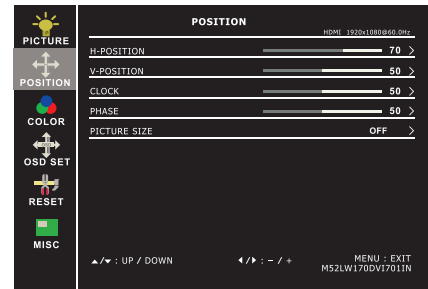 POSITION
HDMI 1920x1080@60.0Hz
PICTURE
POSITION
COLOR
OSD SET
RESET
MISC
H-POSITION 70 >
V-POSITION 50 >
CLOCK 50 >
PHASE 50 >
PICTURE SIZE OFF >
▲/▼ : UP / DOWN ◀/▶ : - / + MENU : EXIT
M52LW170DVI701IN